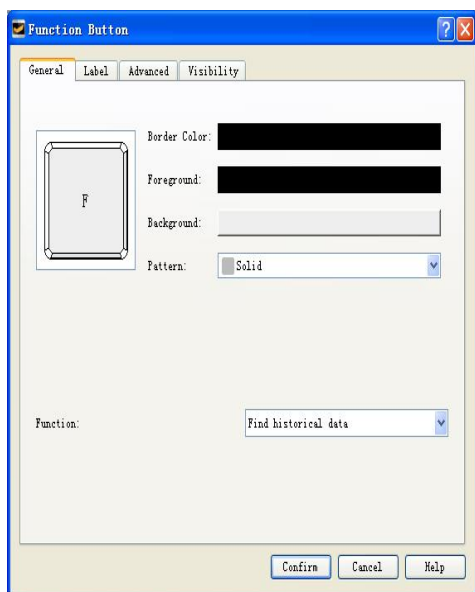 Function Button
General Label Advanced Visibility
Border Color:
F
Foreground:
Background:
Pattern: Solid
Function: Find historical data
Confirm Cancel Help